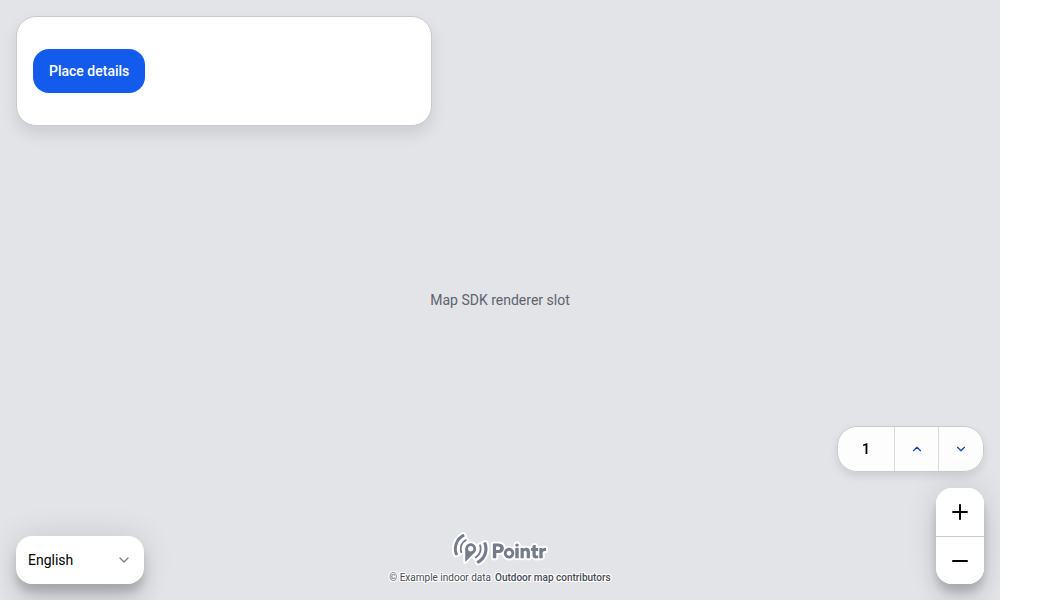 Place details
Map SDK renderer slot
1
English
Pointr
© Example indoor data Outdoor map contributors